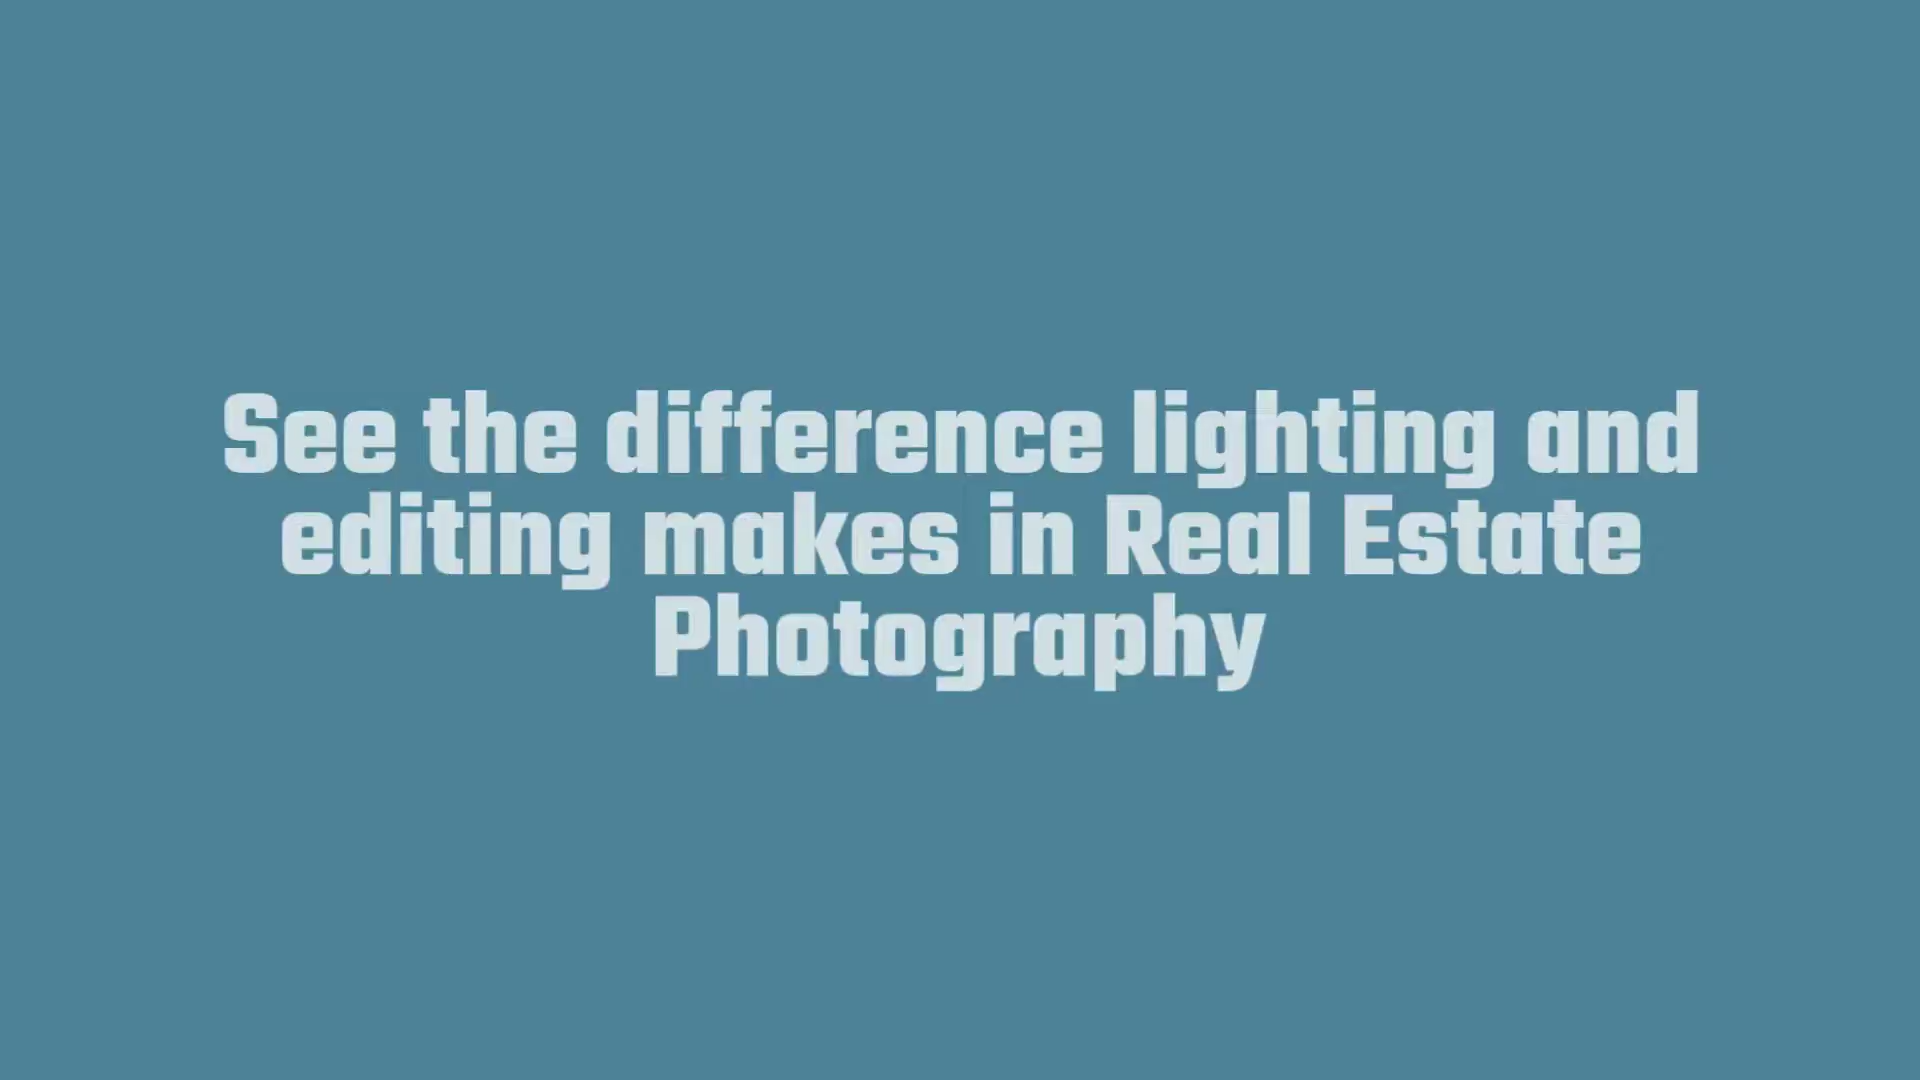 See the difference lighting and
editing makes in Real Estate
Photography